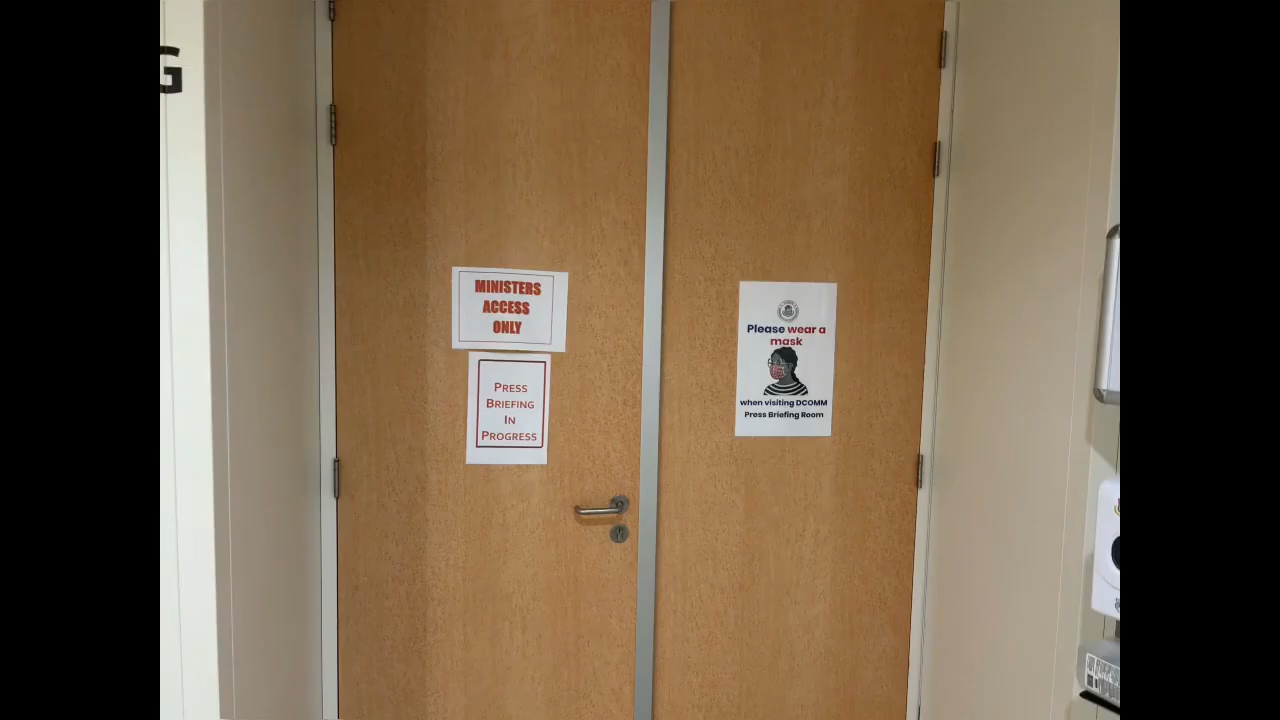 G
MINISTERS
ACCESS
ONLY
PRESS
BRIEFING
IN
PROGRESS
Please wear a
mask
when visiting DCOMM
Press Briefing Room